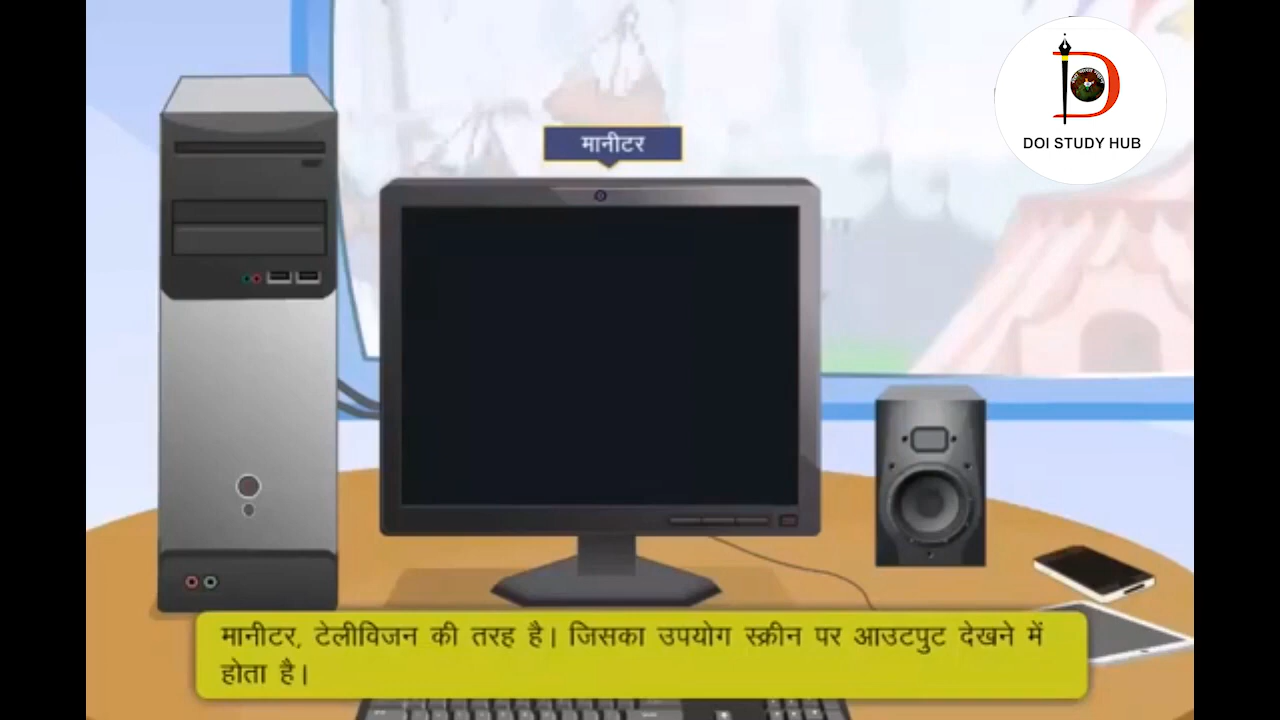 DOI STUDY HUB
मानीटर
मानीटर, टेलीविजन की तरह है। जिसका उपयोग स्क्रीन पर आउटपुट देखने में
होता है।